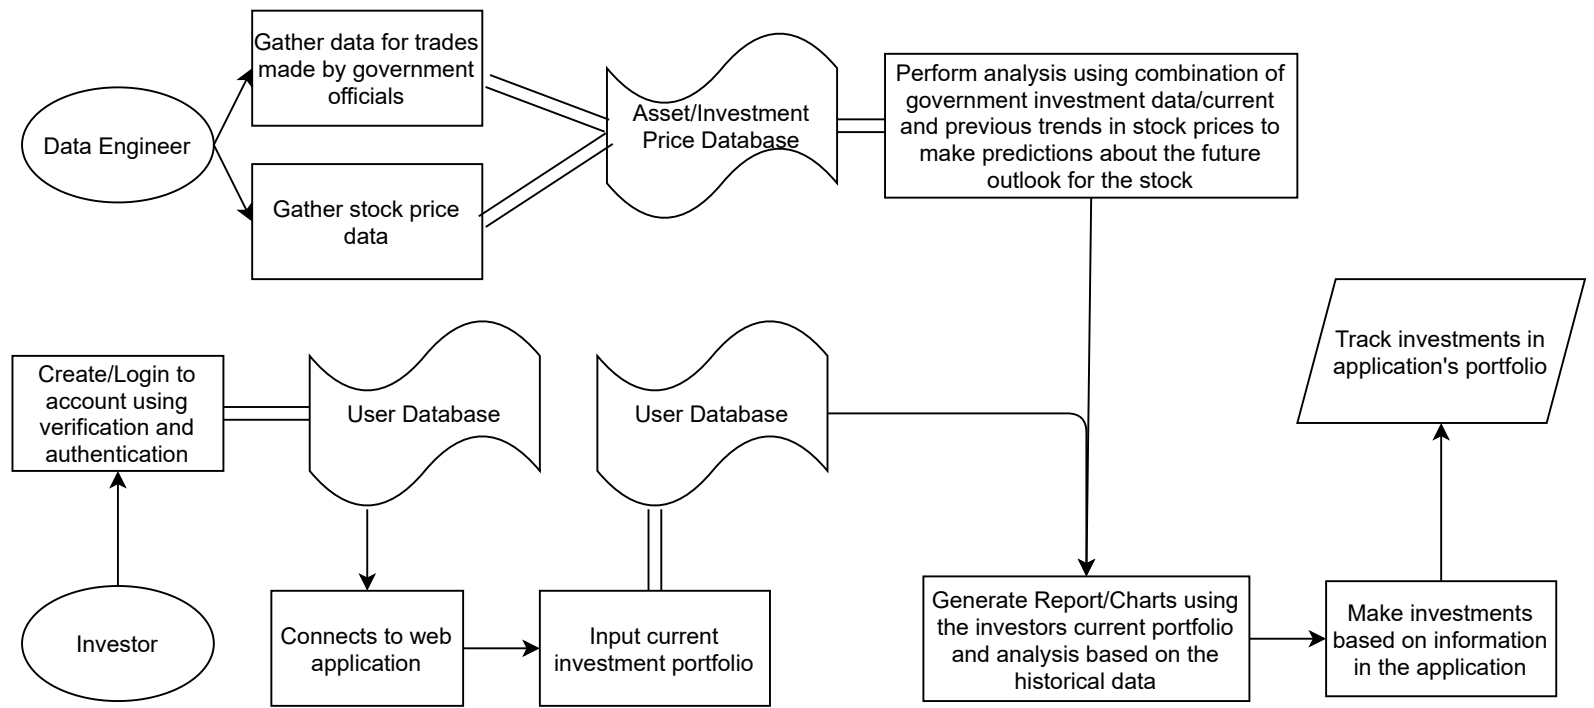 Gather data for trades
made by government
officials
Data Engineer
Gather stock price
data
Asset/Investment
Price Database
Perform analysis using combination of
government investment data/current
and previous trends in stock prices to
make predictions about the future
outlook for the stock
Create/Login to
account using
verification and
authentication
User Database
User Database
Track investments in
application's portfolio
Investor
Connects to web
application
Input current
investment portfolio
Generate Report/Charts using
the investors current portfolio
and analysis based on the
historical data
Make investments
based on information
in the application